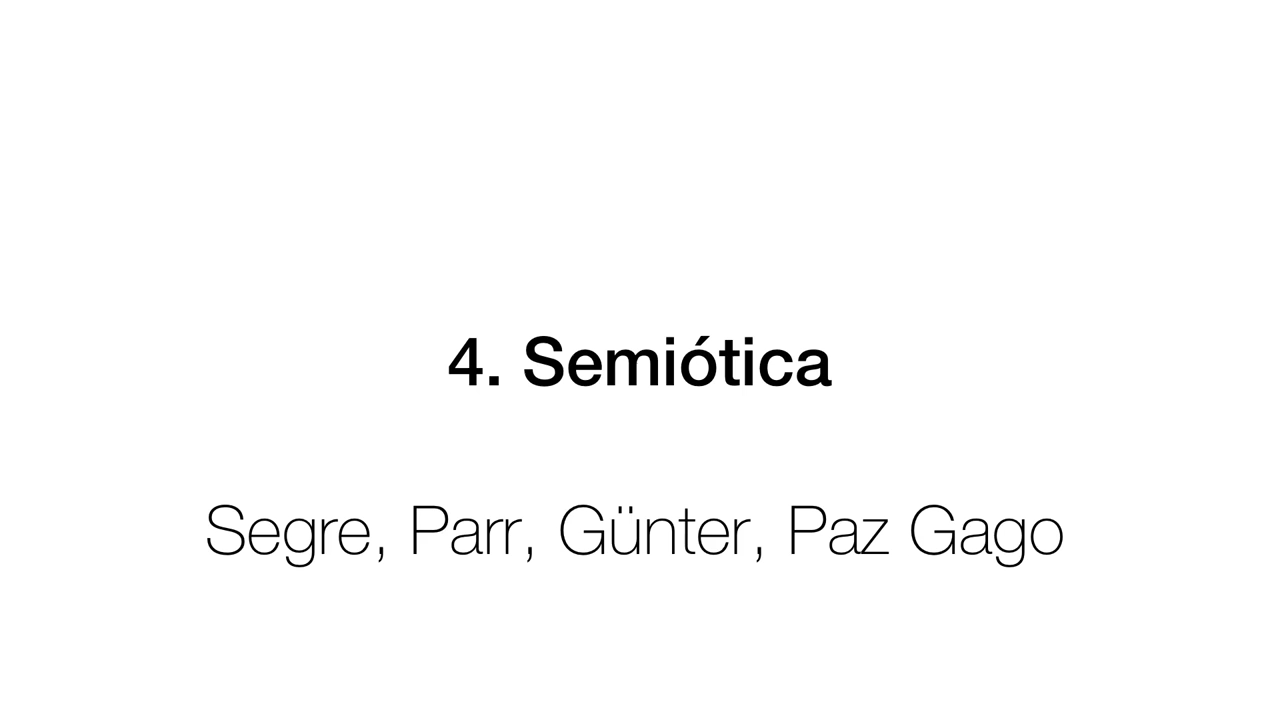 4. Semiótica
Segre, Parr, Günter, Paz Gago